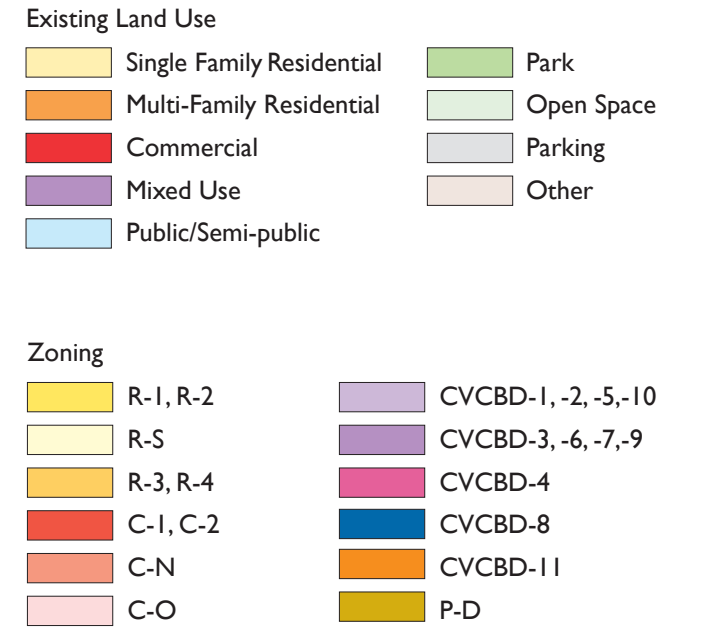 Existing Land Use
Single Family Residential
Multi-Family Residential
Commercial
Mixed Use
Public/Semi-public
Park
Open Space
Parking
Other
Zoning
R-1, R-2
R-S
R-3, R-4
C-1, C-2
C-N
C-O
CVCBD-1, -2, -5,-10
CVCBD-3, -6, -7,-9
CVCBD-4
CVCBD-8
CVCBD-11
P-D